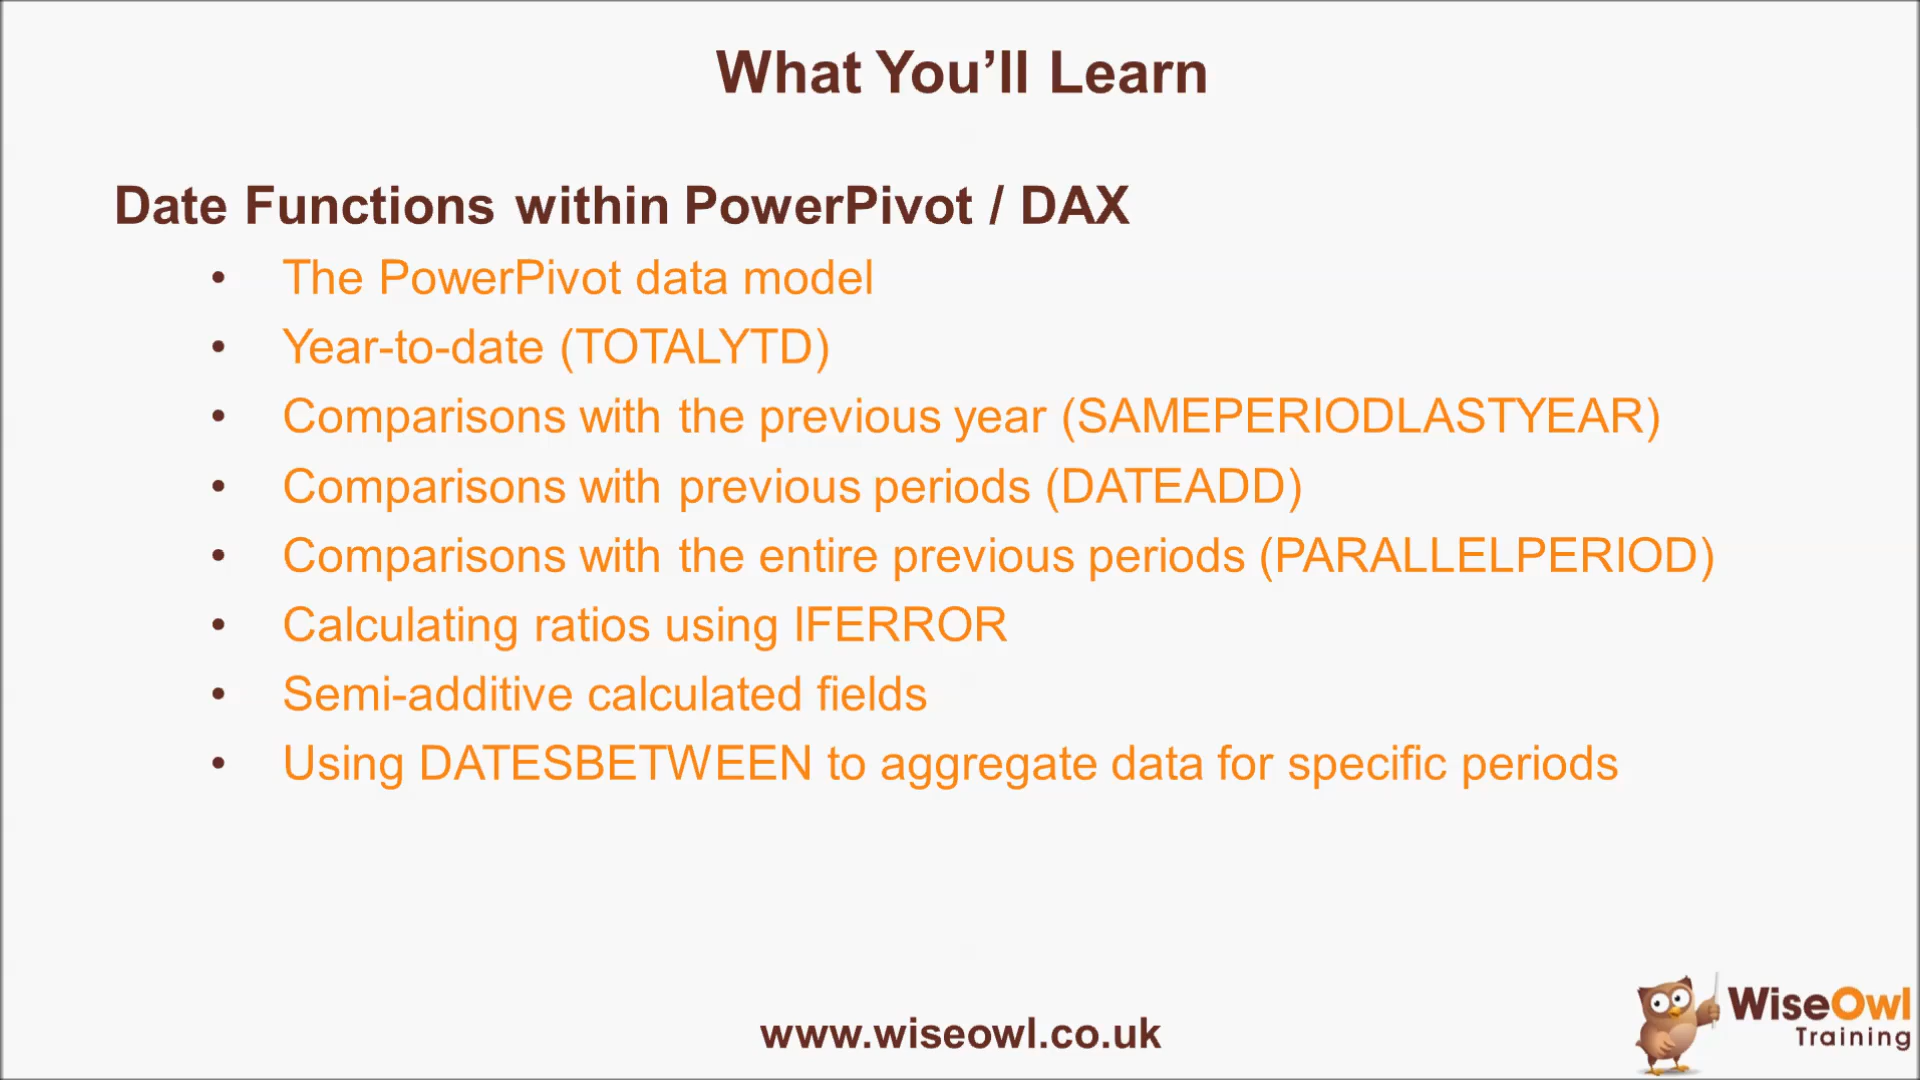 What You’ll Learn
Date Functions within PowerPivot / DAX
• The PowerPivot data model
• Year-to-date (TOTALYTD)
• Comparisons with the previous year (SAMEPERIODLASTYEAR)
• Comparisons with previous periods (DATEADD)
• Comparisons with the entire previous periods (PARALLELPERIOD)
• Calculating ratios using IFERROR
• Semi-additive calculated fields
• Using DATESBETWEEN to aggregate data for specific periods
www.wiseowl.co.uk
WiseOwl
Training